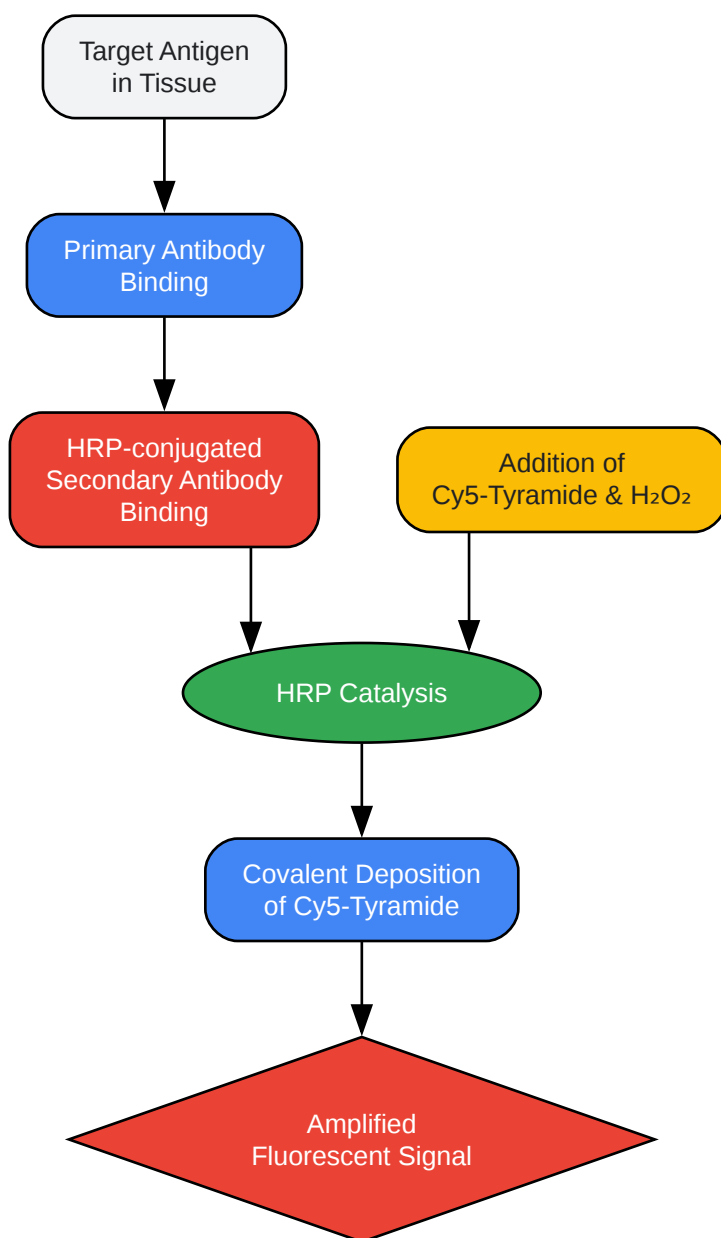 Target Antigen
in Tissue
Primary Antibody
Binding
HRP-conjugated
Secondary Antibody
Binding
Addition of
Cy5-Tyramide & H₂O₂
HRP Catalysis
Covalent Deposition
of Cy5-Tyramide
Amplified
Fluorescent Signal